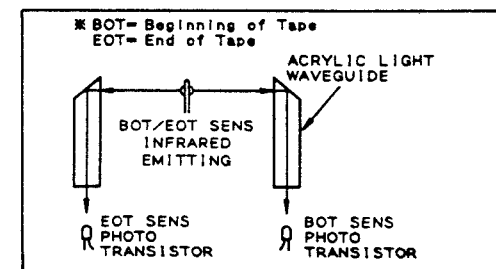 ※ BOT= Beginning of Tape
EOT= End of Tape
ACRYLIC LIGHT
WAVEGUIDE
BOT/EOT SENS
INFRARED
EMITTING
EOT SENS
PHOTO
TRANSISTOR
BOT SENS
PHOTO
TRANSISTOR